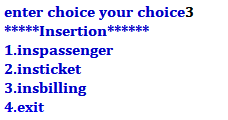 enter choice your choice3
*****Insertion******
1.inspassenger
2.insticket
3.insbilling
4.exit